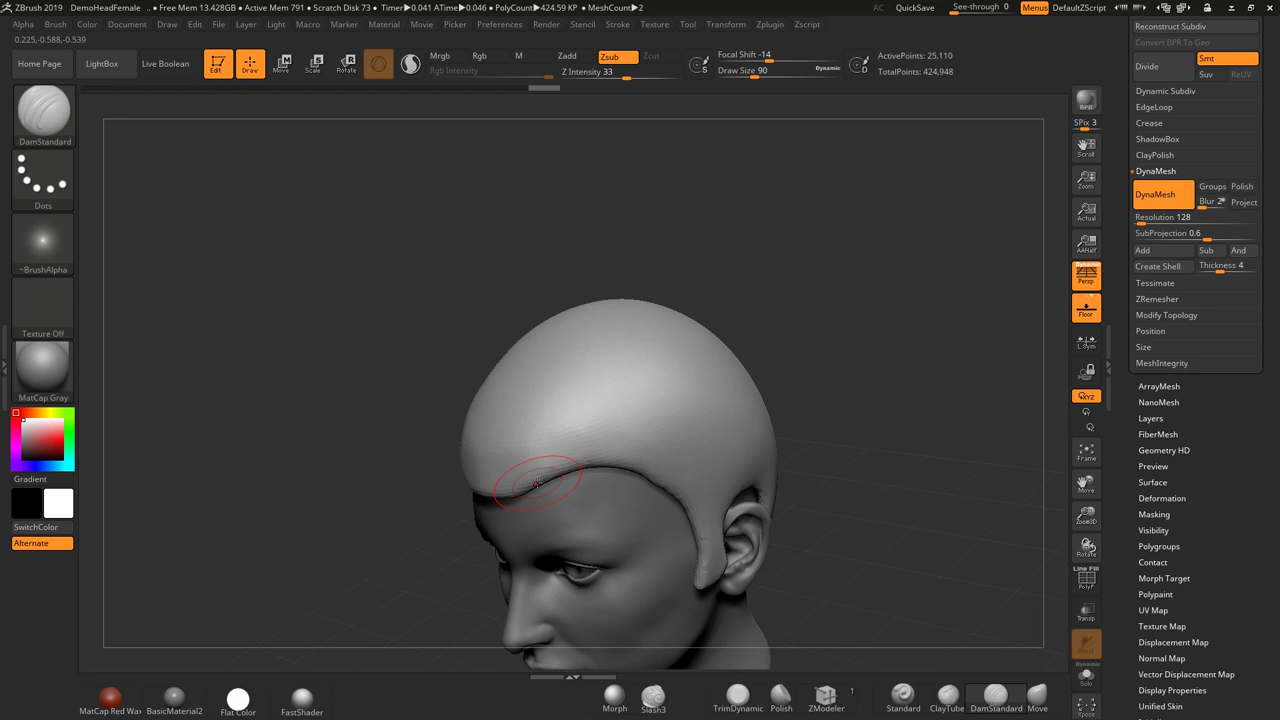 ZBrush 2019 DemoHeadFemale .. • Free Mem 13.428GB • Active Mem 791 • Scratch Disk 73 • Timer▶0.041 ATime▶0.046 • PolyCount▶424.59 KP • MeshCount▶2 AC QuickSave See-through 0 Menus DefaultZScript
Alpha Brush Color Document Draw Edit File Layer Light Macro Marker Material Movie Picker Preferences Render Stencil Stroke Texture Tool Transform Zplugin Zscript
0.225,-0.588,-0.539
Home Page LightBox Live Boolean Edit Draw Move Scale Rotate
Mrgb Rgb M Zadd Zsub Zcut
Rgb Intensity Z Intensity 33
S Focal Shift -14
Draw Size 90 Dynamic
D ActivePoints: 25,110
TotalPoints: 424,948
DamStandard
Dots
~BrushAlpha
Texture Off
MatCap Gray
Gradient
SwitchColor
Alternate
BPR
SPix 3
Scroll
Zoom
Actual
AAHalf
Dynamic
Persp
Floor
L.Sym
XYZ
Frame
Move
Zoom3D
Rotate
Line Fill
PolyF
Transp
Dynamic
Solo
Xpose
Reconstruct Subdiv
Convert BPR To Geo
Divide Smt
Suv ReUV
Dynamic Subdiv
EdgeLoop
Crease
ShadowBox
ClayPolish
DynaMesh
DynaMesh Groups Polish
Blur 2 Project
Resolution 128
SubProjection 0.6
Add Sub And
Create Shell Thickness 4
Tessimate
ZRemesher
Modify Topology
Position
Size
MeshIntegrity
ArrayMesh
NanoMesh
Layers
FiberMesh
Geometry HD
Preview
Surface
Deformation
Masking
Visibility
Polygroups
Contact
Morph Target
Polypaint
UV Map
Texture Map
Displacement Map
Normal Map
Vector Displacement Map
Display Properties
Unified Skin
MatCap Red Wax BasicMaterial2 Flat Color FastShader Morph Slash3 TrimDynamic Polish ZModeler 1 Standard ClayTube DamStandard Move